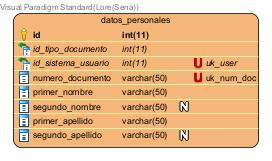 Visual Paradigm Standard(Lore(Sena))
datos_personales
id int(11)
id_tipo_documento int(11)
id_sistema_usuario int(11) U uk_user
numero_documento varchar(50) U uk_num_doc
primer_nombre varchar(50)
segundo_nombre varchar(50) N
primer_apellido varchar(50)
segundo_apellido varchar(50) N